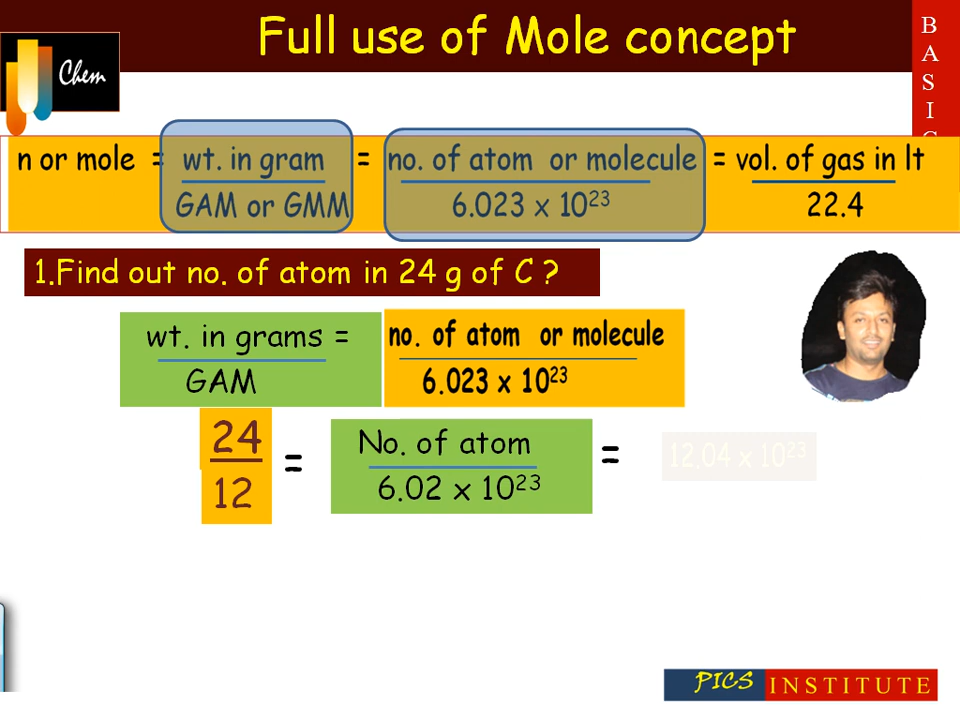 Full use of Mole concept
B
A
S
I
C
Chem
n or mole = wt. in gram = no. of atom or molecule = vol. of gas in lt
GAM or GMM 6.023 x 10²³ 22.4
1.Find out no. of atom in 24 g of C ?
wt. in grams = no. of atom or molecule
GAM 6.023 x 10²³
24 = No. of atom = 12.04 x 10²³
12 6.02 x 10²³
PICS INSTITUTE